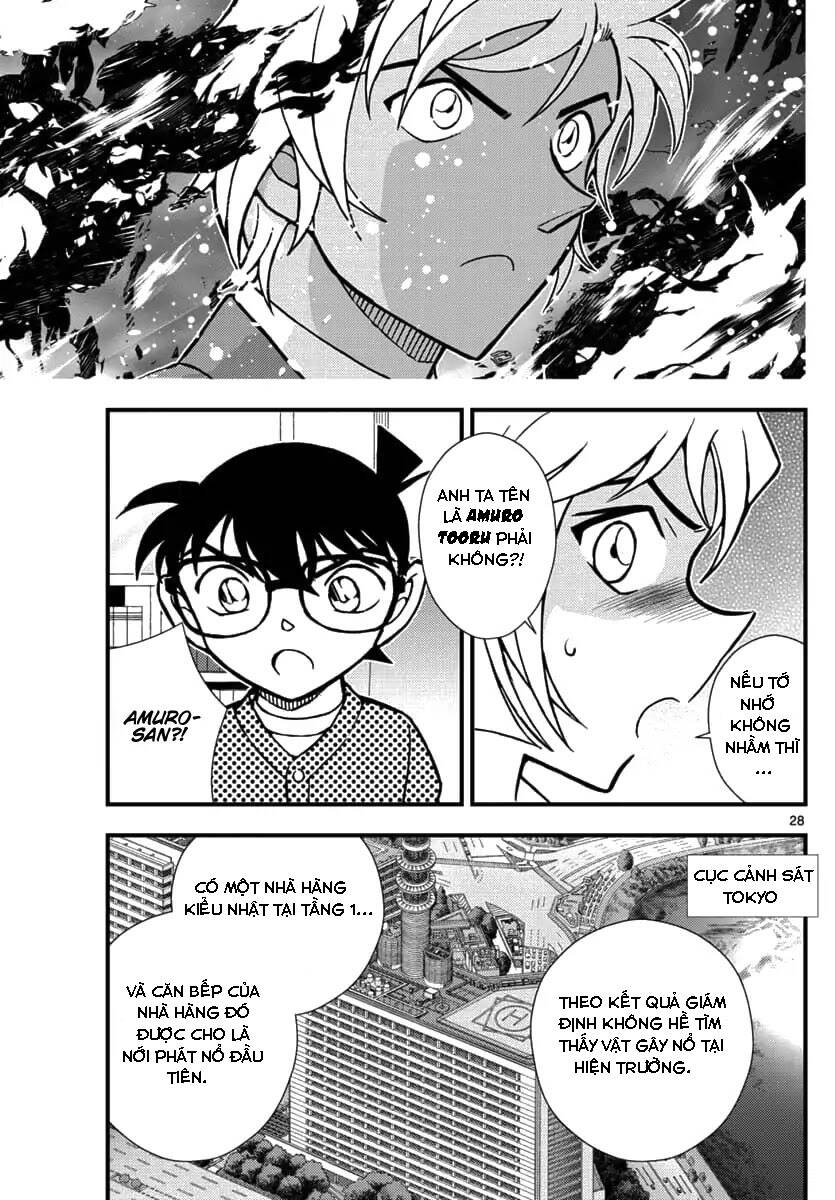 NẾU TỚ
NHỚ
KHÔNG
NHẦM THÌ
...
ANH TA TÊN
LÀ AMURO
TOORU PHẢI
KHÔNG?!
AMURO-
SAN?!
28
CỤC CẢNH SÁT
TOKYO
THEO KẾT QUẢ GIÁM
ĐỊNH KHÔNG HỀ TÌM
THẤY VẬT GÂY NỔ TẠI
HIỆN TRƯỜNG.
CÓ MỘT NHÀ HÀNG
KIỂU NHẬT TẠI TẦNG 1...
VÀ CĂN BẾP CỦA
NHÀ HÀNG ĐÓ
ĐƯỢC CHO LÀ
NƠI PHÁT NỔ ĐẦU
TIÊN.
H